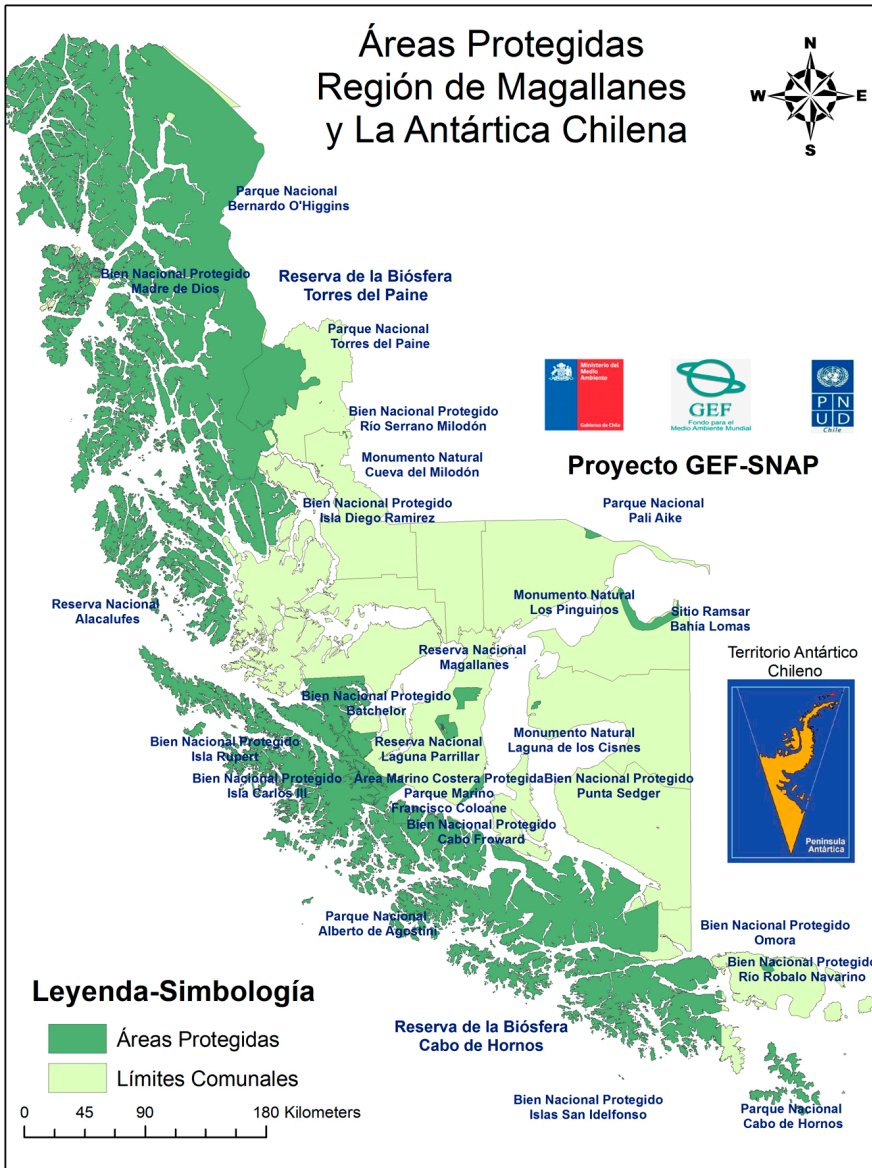 Áreas Protegidas
Región de Magallanes
y La Antártica Chilena
N
W
E
S
Parque Nacional
Bernardo O'Higgins
Bien Nacional Protegido
Madre de Dios
Reserva de la Biósfera
Torres del Paine
Parque Nacional
Torres del Paine
Ministerio del
Medio
Ambiente
Gobierno de Chile
GEF
Fondo para el
Medio Ambiente Mundial
P N
U D
Chile
Bien Nacional Protegido
Río Serrano Milodón
Monumento Natural
Cueva del Milodón
Proyecto GEF-SNAP
Bien Nacional Protegido
Isla Diego Ramirez
Parque Nacional
Pali Aike
Reserva Nacional
Alacalufes
Monumento Natural
Los Pinguinos
Sitio Ramsar
Bahía Lomas
Reserva Nacional
Magallanes
Territorio Antártico
Chileno
Península
Antártica
Bien Nacional Protegido
Batchelor
Bien Nacional Protegido
Isla Rupert
Reserva Nacional
Laguna Parrillar
Monumento Natural
Laguna de los Cisnes
Bien Nacional Protegido
Isla Carlos III
Área Marino Costera Protegida
Parque Marino
Francisco Coloane
Bien Nacional Protegido
Punta Sedger
Bien Nacional Protegido
Cabo Froward
Parque Nacional
Alberto de Agostini
Bien Nacional Protegido
Omora
Bien Nacional Protegido
Río Robalo Navarino
Leyenda-Simbología
Áreas Protegidas
Límites Comunales
0 45 90 180 Kilometers
Reserva de la Biósfera
Cabo de Hornos
Bien Nacional Protegido
Islas San Idelfonso
Parque Nacional
Cabo de Hornos